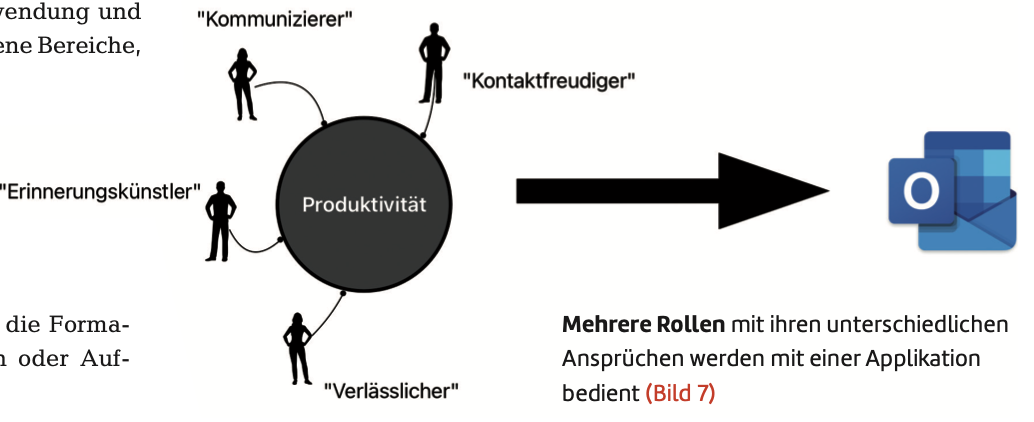 wendung und
ene Bereiche,
"Kommunizierer"
"Kontaktfreudiger"
"Erinnerungskünstler"
Produktivität
"Verlässlicher"
O
die Forma-
n oder Auf-
Mehrere Rollen mit ihren unterschiedlichen
Ansprüchen werden mit einer Applikation
bedient (Bild 7)